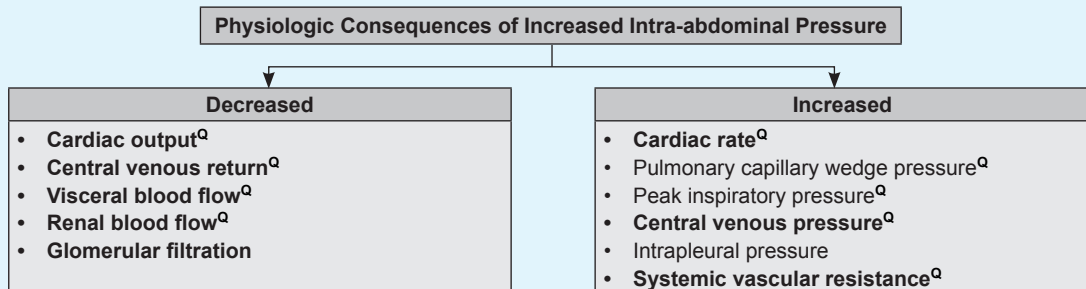 Physiologic Consequences of Increased Intra-abdominal Pressure
Decreased
• Cardiac outputQ
• Central venous returnQ
• Visceral blood flowQ
• Renal blood flowQ
• Glomerular filtration
Increased
• Cardiac rateQ
• Pulmonary capillary wedge pressureQ
• Peak inspiratory pressureQ
• Central venous pressureQ
• Intrapleural pressure
• Systemic vascular resistanceQ